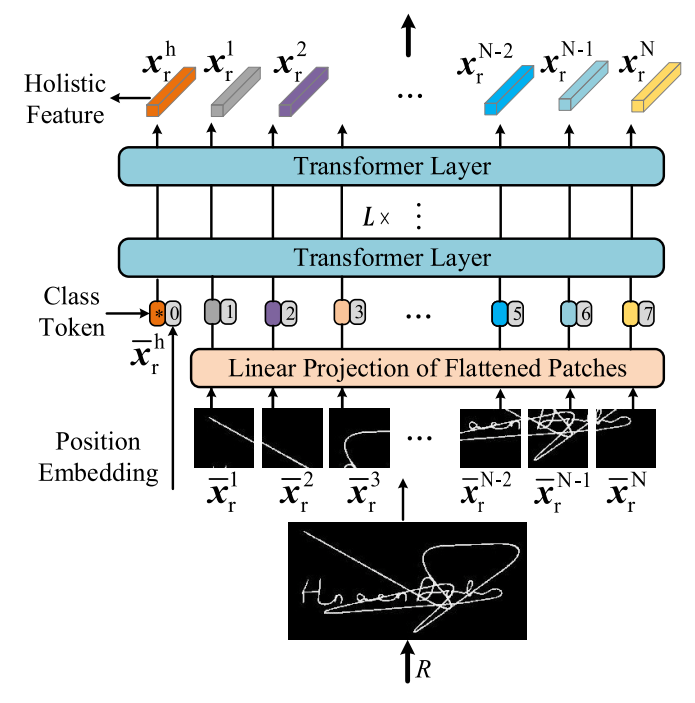 x_r^h x_r^1 x_r^2 ... x_r^{N-2} x_r^{N-1} x_r^N
Holistic
Feature
Transformer Layer
L× ⋮
Transformer Layer
Class
Token
* 0 1 2 3 ... 5 6 7
x̅_r^h
Linear Projection of Flattened Patches
Position
Embedding
...
x̅_r^1 x̅_r^2 x̅_r^3 x̅_r^{N-2} x̅_r^{N-1} x̅_r^N
R